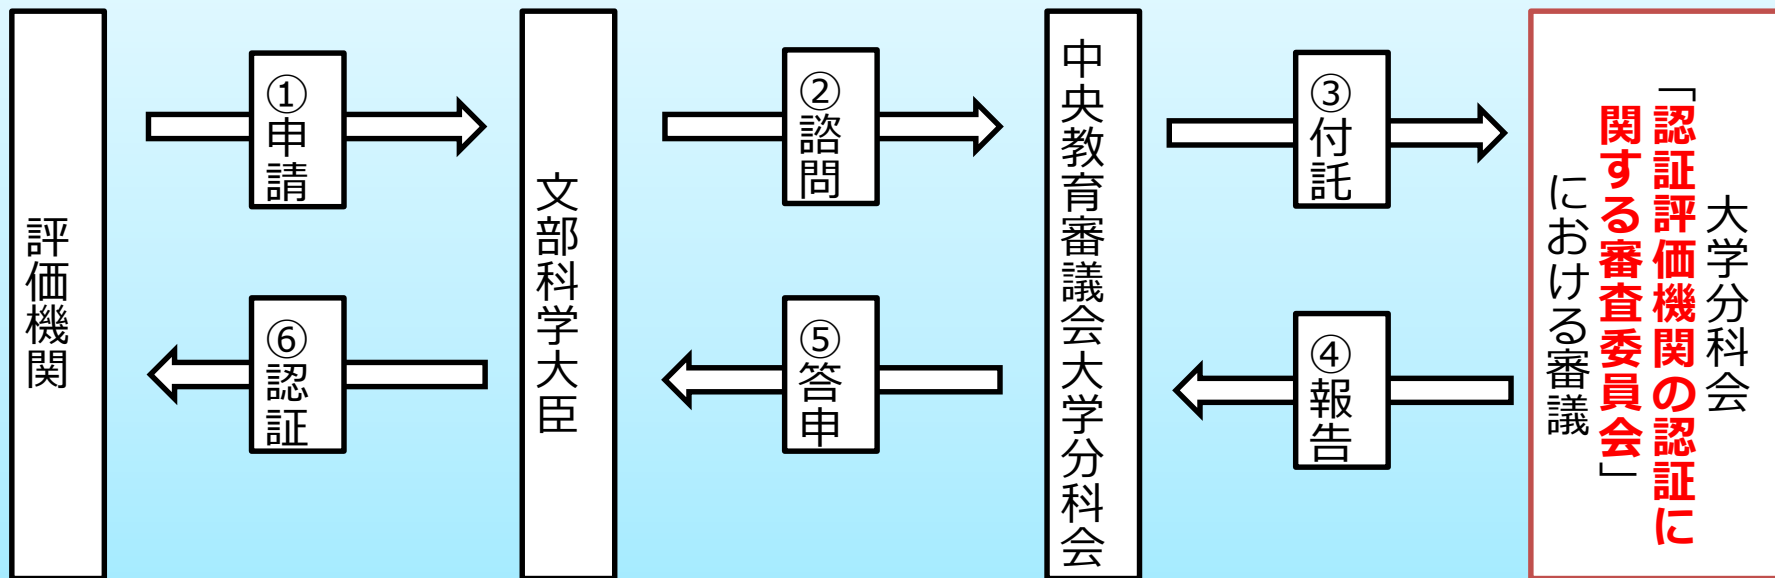 評価機関
①申請
⑥認証
文部科学大臣
②諮問
⑤答申
中央教育審議会大学分科会
③付託
④報告
大学分科会
「認証評価機関の認証に
関する審査委員会」
における審議